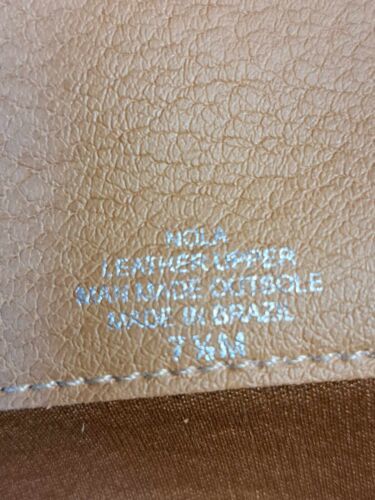 NOLA
LEATHER UPPER
MAN MADE OUTSOLE
MADE IN BRAZIL
7 ½ M